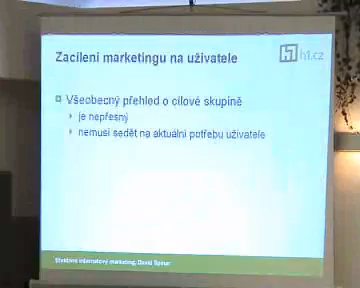 Zacílení marketingu na uživatele
h1.cz
Všeobecný přehled o cílové skupině
je nepřesný
nemusí sedět na aktuální potřebu uživatele
Efektivní internetový marketing, David Špinar